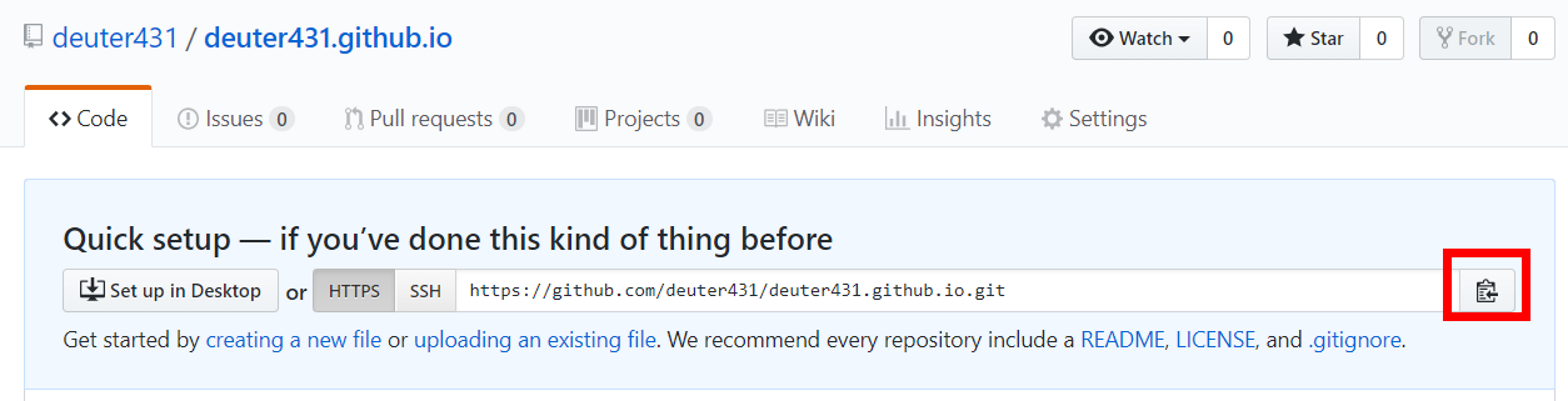 deuter431 / deuter431.github.io Watch 0 Star 0 Fork 0
Code Issues 0 Pull requests 0 Projects 0 Wiki Insights Settings
Quick setup — if you’ve done this kind of thing before
Set up in Desktop or HTTPS SSH https://github.com/deuter431/deuter431.github.io.git
Get started by creating a new file or uploading an existing file. We recommend every repository include a README, LICENSE, and .gitignore.